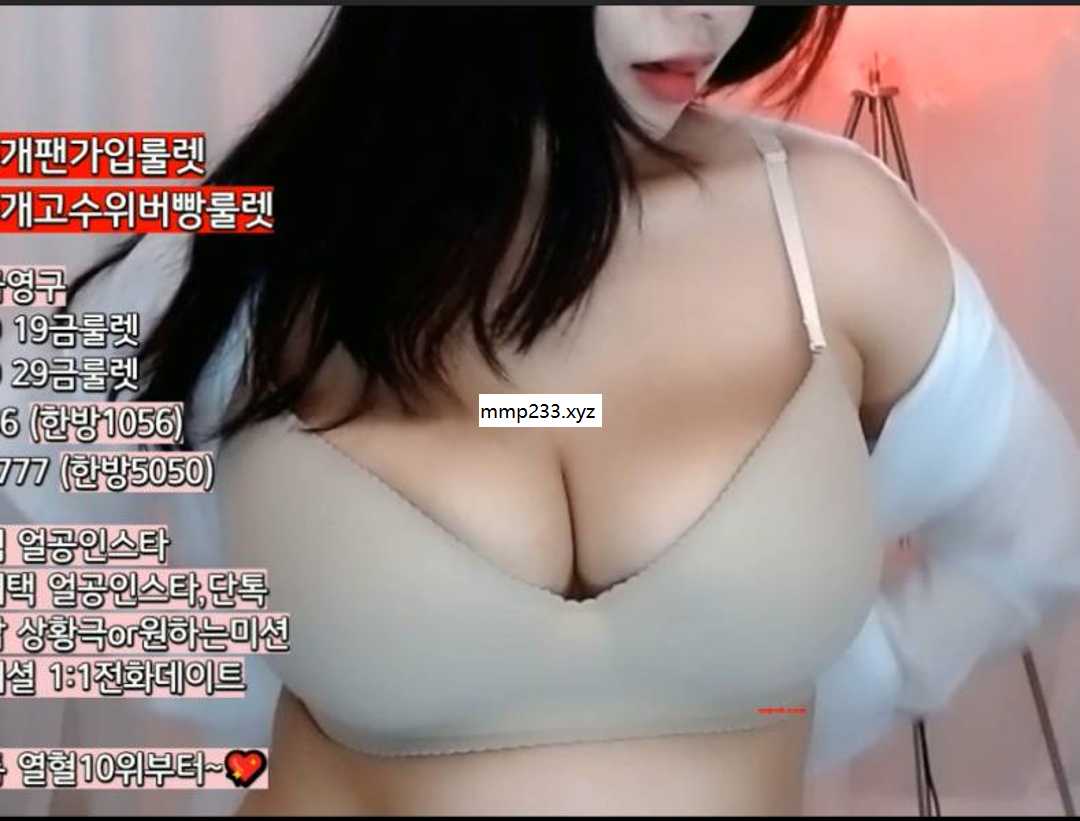 개팬가입룰렛
개고수위버빵룰렛
영구
19금룰렛
29금룰렛
6 (한방1056)
777 (한방5050)
얼공인스타
택 얼공인스타,단톡
상황극or원하는미션
셜 1:1전화데이트
열혈10위부터~
mmp233.xyz